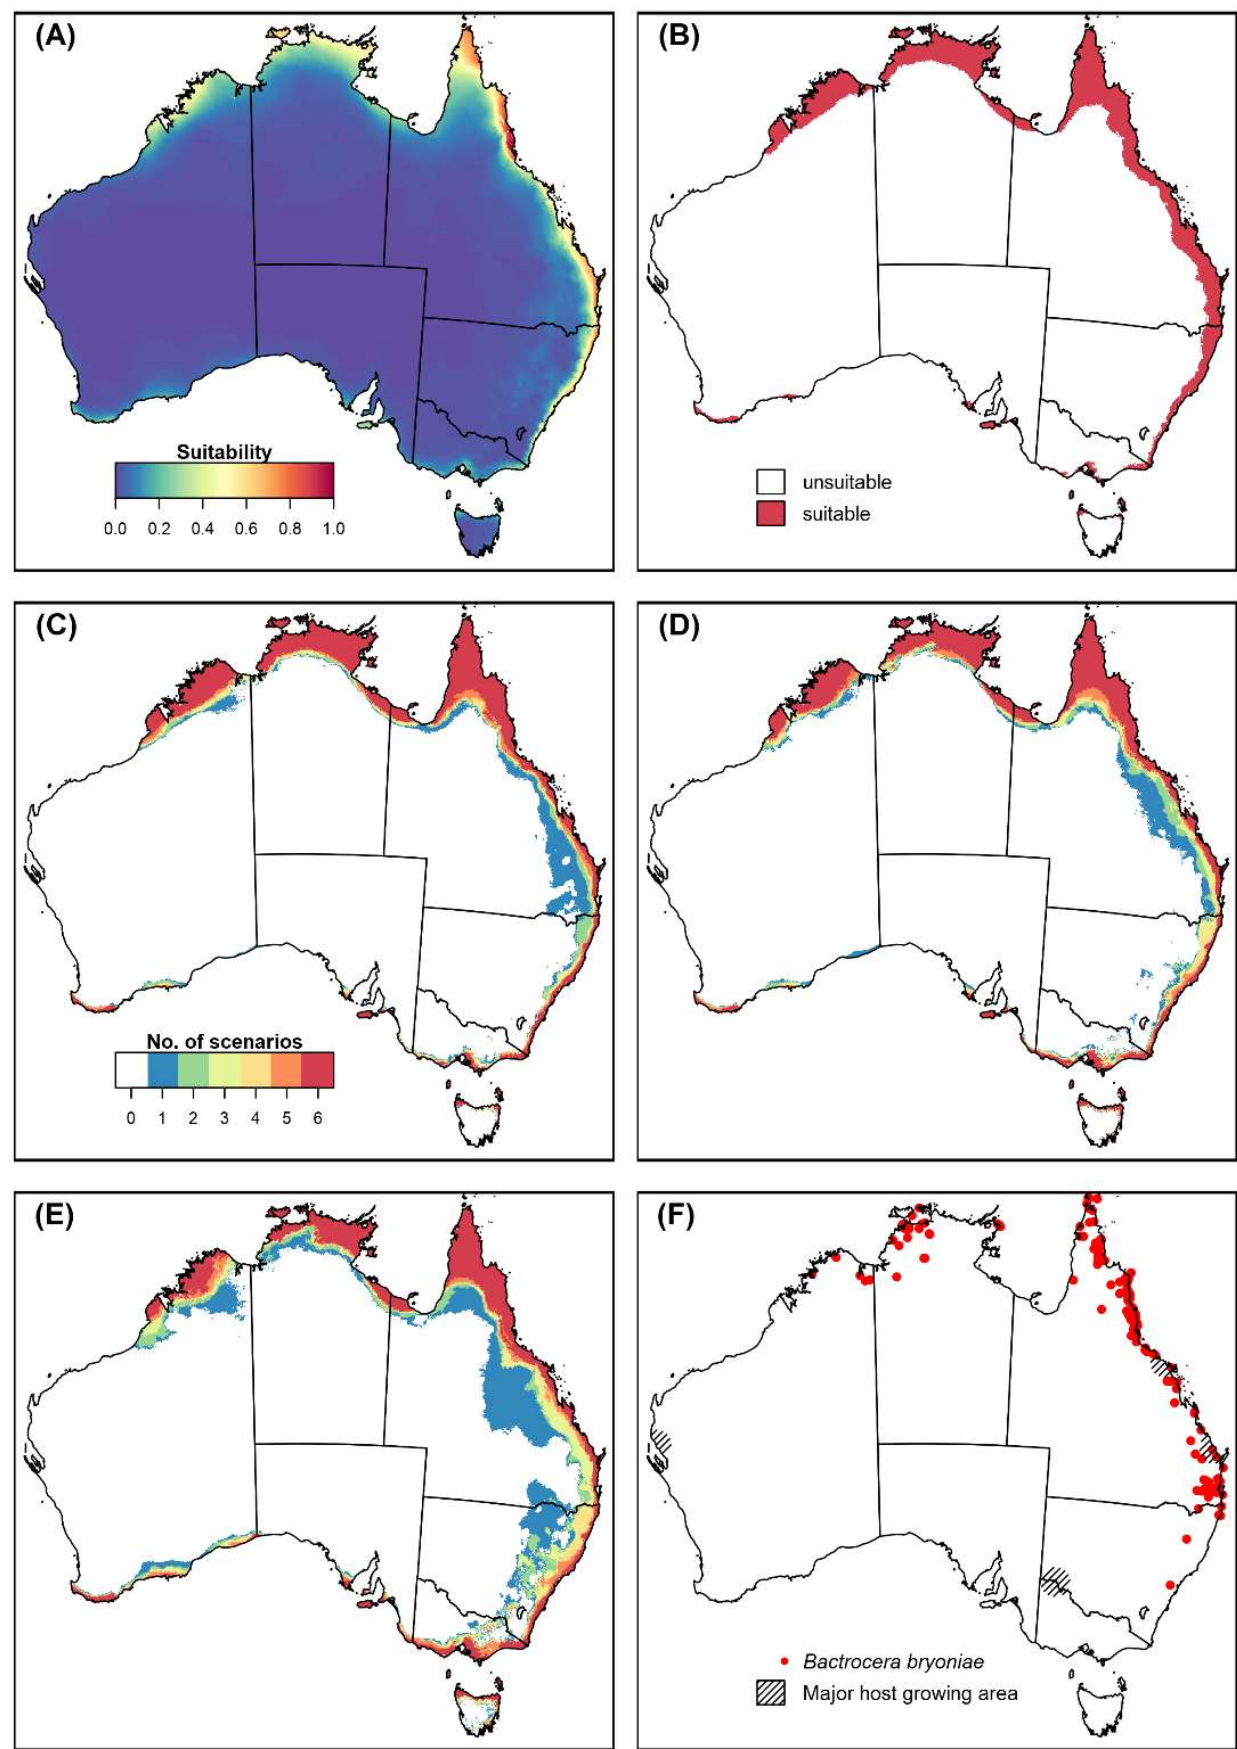 (A)
Suitability
0.0 0.2 0.4 0.6 0.8 1.0
(B)
unsuitable
suitable
(C)
No. of scenarios
0 1 2 3 4 5 6
(D)
(E)
(F)
Bactrocera bryoniae
Major host growing area